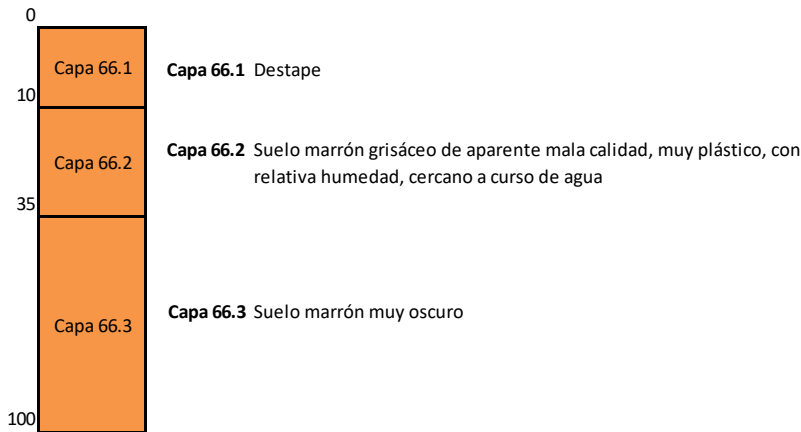 0
Capa 66.1
Capa 66.1 Destape
10
Capa 66.2
Capa 66.2 Suelo marrón grisáceo de aparente mala calidad, muy plástico, con
relativa humedad, cercano a curso de agua
35
Capa 66.3
Capa 66.3 Suelo marrón muy oscuro
100